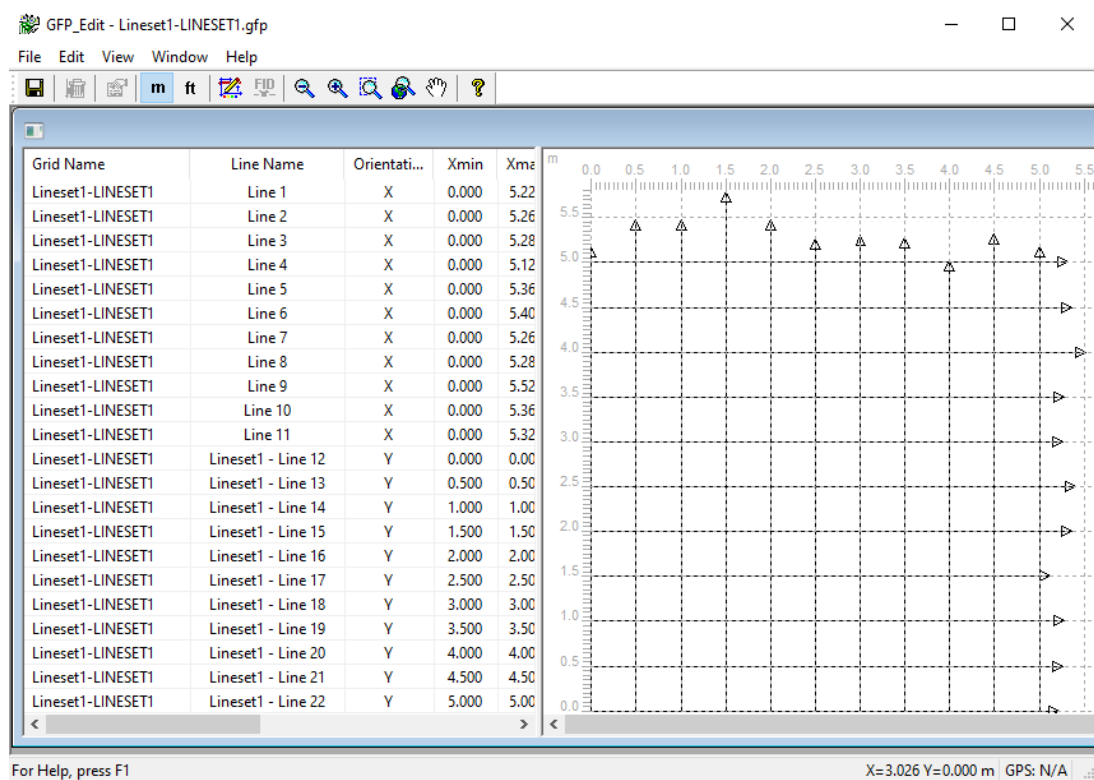 GFP_Edit - Lineset1-LINESET1.gfp
File Edit View Window Help
m ft FID ?
Grid Name Line Name Orientati... Xmin Xma
Lineset1-LINESET1 Line 1 X 0.000 5.22
Lineset1-LINESET1 Line 2 X 0.000 5.26
Lineset1-LINESET1 Line 3 X 0.000 5.28
Lineset1-LINESET1 Line 4 X 0.000 5.12
Lineset1-LINESET1 Line 5 X 0.000 5.36
Lineset1-LINESET1 Line 6 X 0.000 5.40
Lineset1-LINESET1 Line 7 X 0.000 5.26
Lineset1-LINESET1 Line 8 X 0.000 5.28
Lineset1-LINESET1 Line 9 X 0.000 5.52
Lineset1-LINESET1 Line 10 X 0.000 5.36
Lineset1-LINESET1 Line 11 X 0.000 5.32
Lineset1-LINESET1 Lineset1 - Line 12 Y 0.000 0.00
Lineset1-LINESET1 Lineset1 - Line 13 Y 0.500 0.50
Lineset1-LINESET1 Lineset1 - Line 14 Y 1.000 1.00
Lineset1-LINESET1 Lineset1 - Line 15 Y 1.500 1.50
Lineset1-LINESET1 Lineset1 - Line 16 Y 2.000 2.00
Lineset1-LINESET1 Lineset1 - Line 17 Y 2.500 2.50
Lineset1-LINESET1 Lineset1 - Line 18 Y 3.000 3.00
Lineset1-LINESET1 Lineset1 - Line 19 Y 3.500 3.50
Lineset1-LINESET1 Lineset1 - Line 20 Y 4.000 4.00
Lineset1-LINESET1 Lineset1 - Line 21 Y 4.500 4.50
Lineset1-LINESET1 Lineset1 - Line 22 Y 5.000 5.00
m
0.0 0.5 1.0 1.5 2.0 2.5 3.0 3.5 4.0 4.5 5.0 5.5
5.5
5.0
4.5
4.0
3.5
3.0
2.5
2.0
1.5
1.0
0.5
0.0
For Help, press F1
X=3.026 Y=0.000 m GPS: N/A